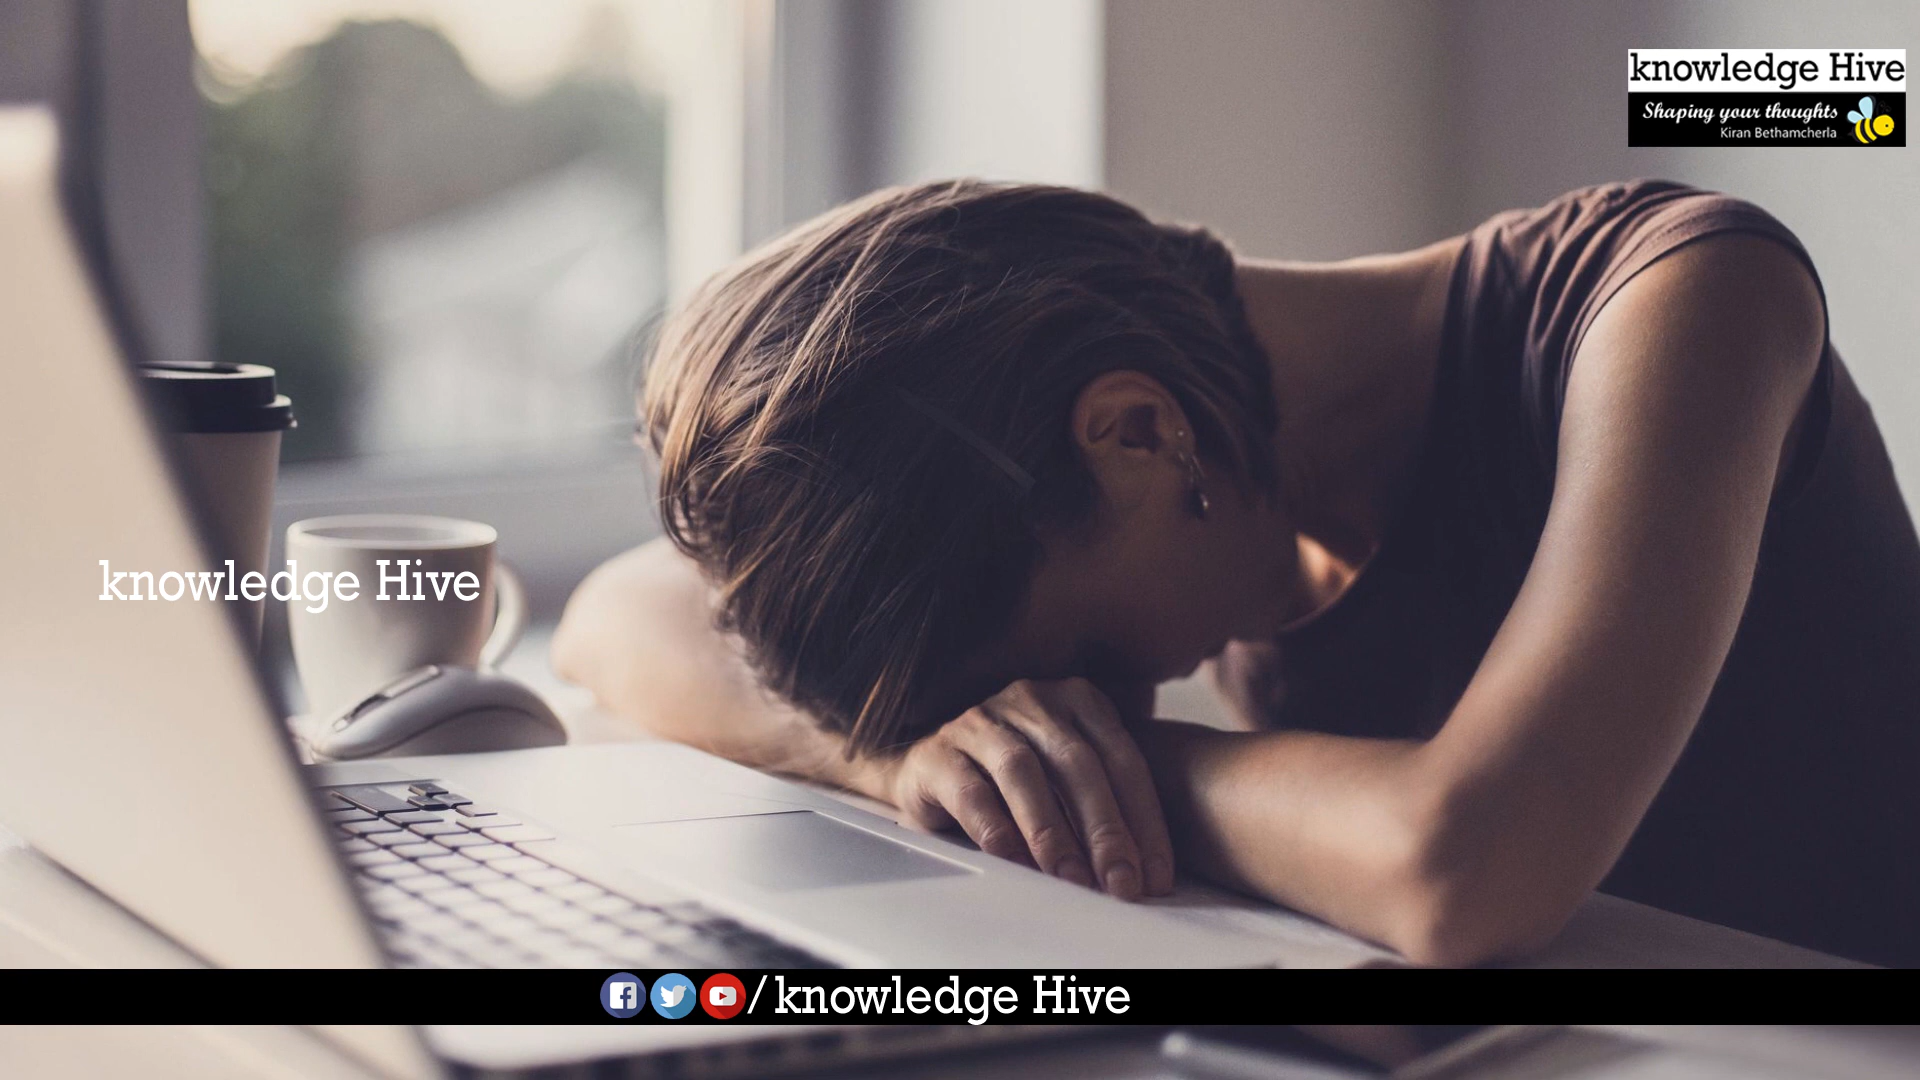 knowledge Hive
Shaping your thoughts
Kiran Bethamcherla
knowledge Hive
/ knowledge Hive